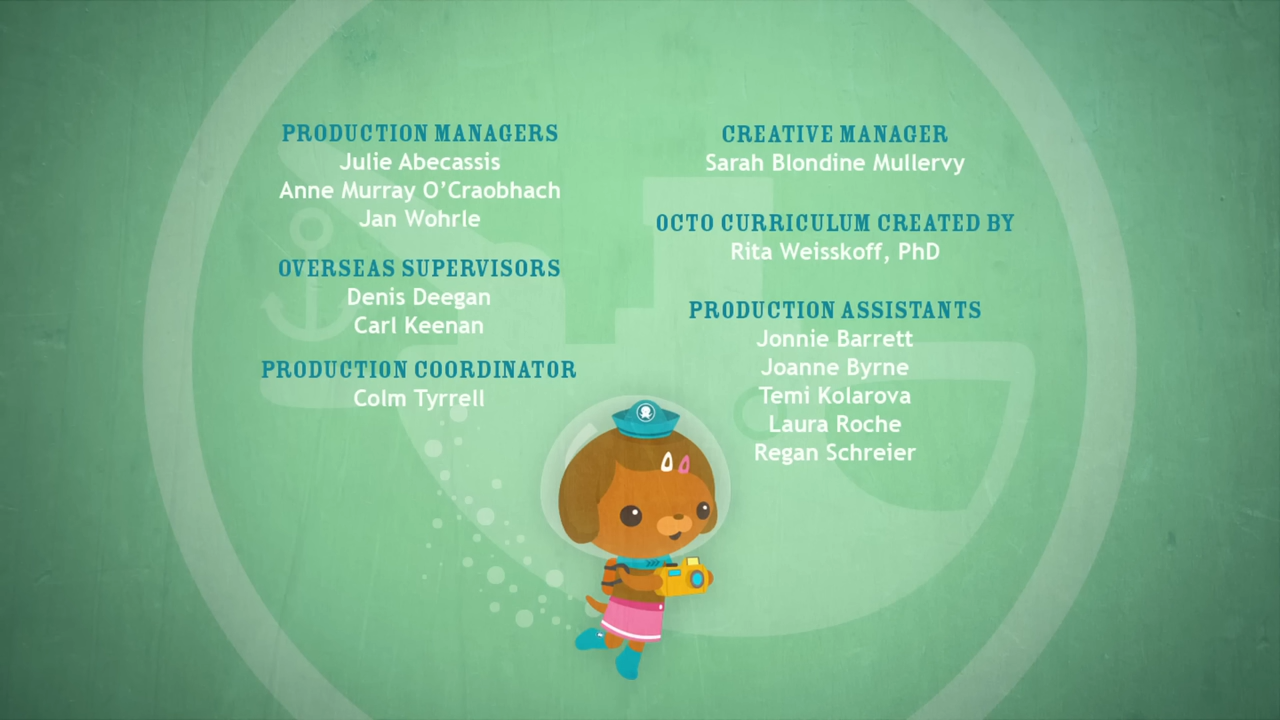 PRODUCTION MANAGERS
Julie Abecassis
Anne Murray O'Craobhach
Jan Wohrle
OVERSEAS SUPERVISORS
Denis Deegan
Carl Keenan
PRODUCTION COORDINATOR
Colm Tyrrell
CREATIVE MANAGER
Sarah Blondine Mullervy
OCTO CURRICULUM CREATED BY
Rita Weisskoff, PhD
PRODUCTION ASSISTANTS
Jonnie Barrett
Joanne Byrne
Temi Kolarova
Laura Roche
Regan Schreier